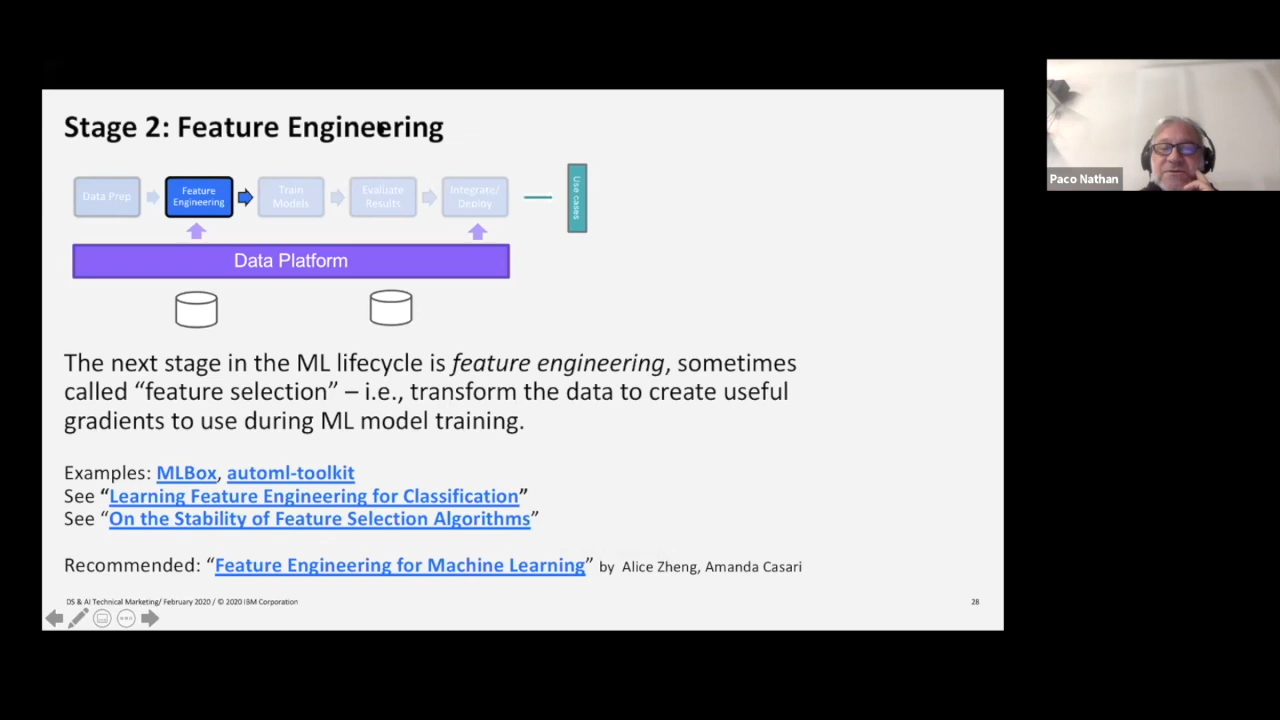 Stage 2: Feature Engineering
Data Prep
Feature
Engineering
Train
Models
Evaluate
Results
Integrate/
Deploy
Use cases
Data Platform
The next stage in the ML lifecycle is feature engineering, sometimes
called “feature selection” – i.e., transform the data to create useful
gradients to use during ML model training.
Examples: MLBox, automl-toolkit
See “Learning Feature Engineering for Classification”
See “On the Stability of Feature Selection Algorithms”
Recommended: “Feature Engineering for Machine Learning” by Alice Zheng, Amanda Casari
DS & AI Technical Marketing/ February 2020 / © 2020 IBM Corporation
28
Paco Nathan